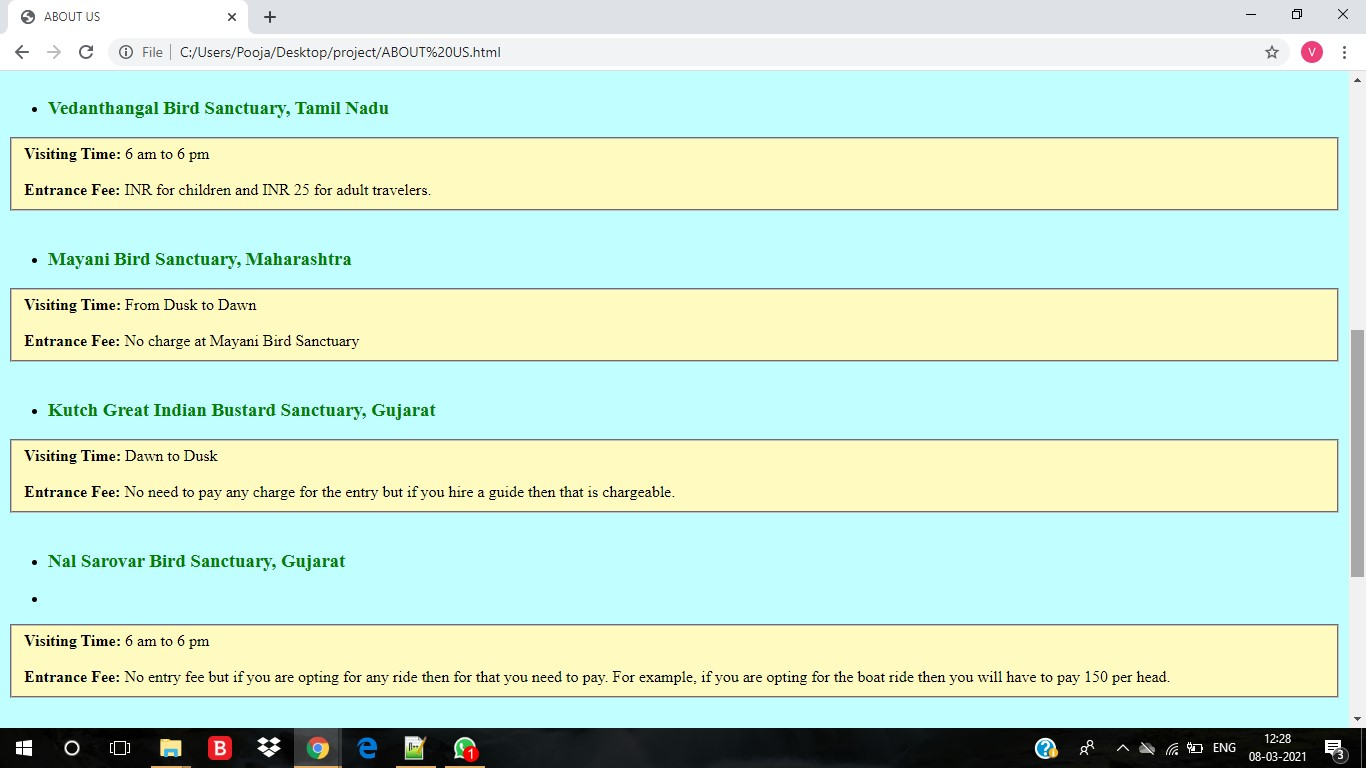 ABOUT US
File
C:/Users/Pooja/Desktop/project/ABOUT%20US.html
V
• Vedanthangal Bird Sanctuary, Tamil Nadu
Visiting Time: 6 am to 6 pm
Entrance Fee: INR for children and INR 25 for adult travelers.
• Mayani Bird Sanctuary, Maharashtra
Visiting Time: From Dusk to Dawn
Entrance Fee: No charge at Mayani Bird Sanctuary
• Kutch Great Indian Bustard Sanctuary, Gujarat
Visiting Time: Dawn to Dusk
Entrance Fee: No need to pay any charge for the entry but if you hire a guide then that is chargeable.
• Nal Sarovar Bird Sanctuary, Gujarat
•
Visiting Time: 6 am to 6 pm
Entrance Fee: No entry fee but if you are opting for any ride then for that you need to pay. For example, if you are opting for the boat ride then you will have to pay 150 per head.
B
1
ENG
12:28
08-03-2021
3